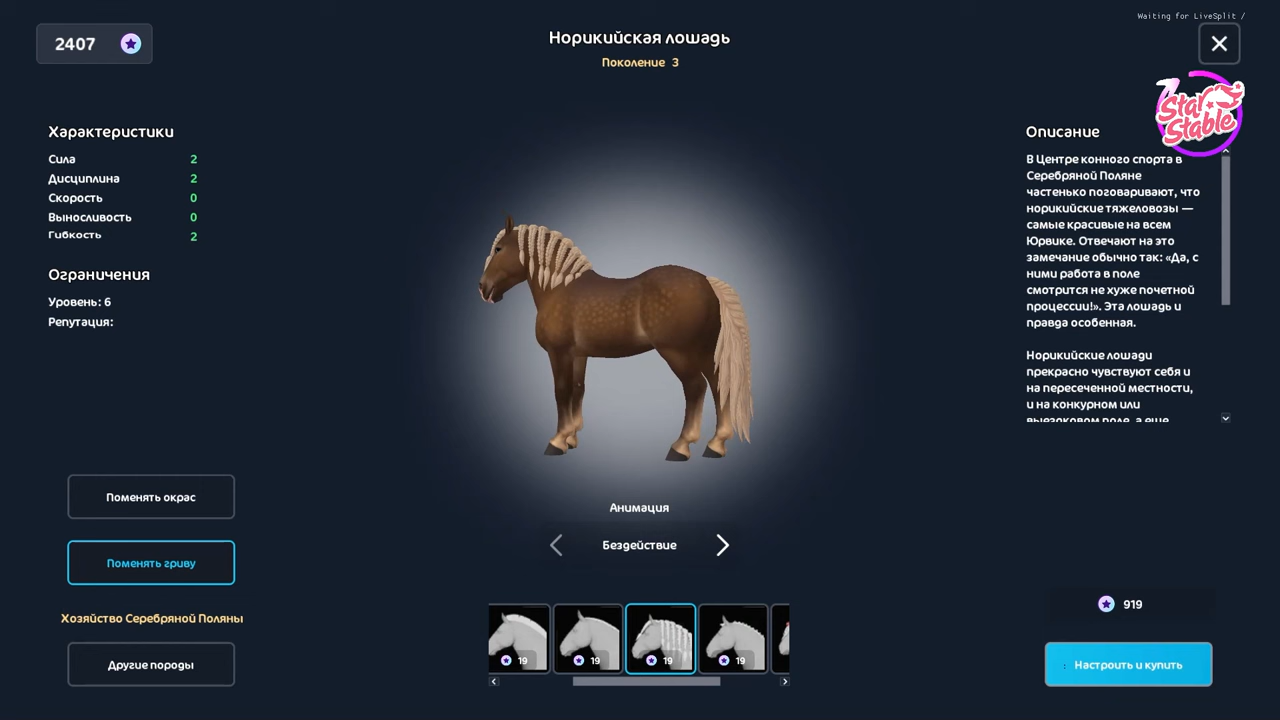 Waiting for LiveSplit /
2407
Норикийская лошадь
Поколение 3
Star
Stable
Характеристики
Сила 2
Дисциплина 2
Скорость 0
Выносливость 0
Гибкость 2
Ограничения
Уровень: 6
Репутация:
Описание
В Центре конного спорта в
Серебряной Поляне
частенько поговаривают, что
норикийские тяжеловозы —
самые красивые на всем
Юрвике. Отвечают на это
замечание обычно так: «Да, с
ними работа в поле
смотрится не хуже почетной
процессии!». Эта лошадь и
правда особенная.
Норикийские лошади
прекрасно чувствуют себя и
на пересеченной местности,
и на конкурном или
выездковом поле, а еще
Поменять окрас
Поменять гриву
Хозяйство Серебряной Поляны
Другие породы
Анимация
Бездействие
19
19
19
19
919
Настроить и купить